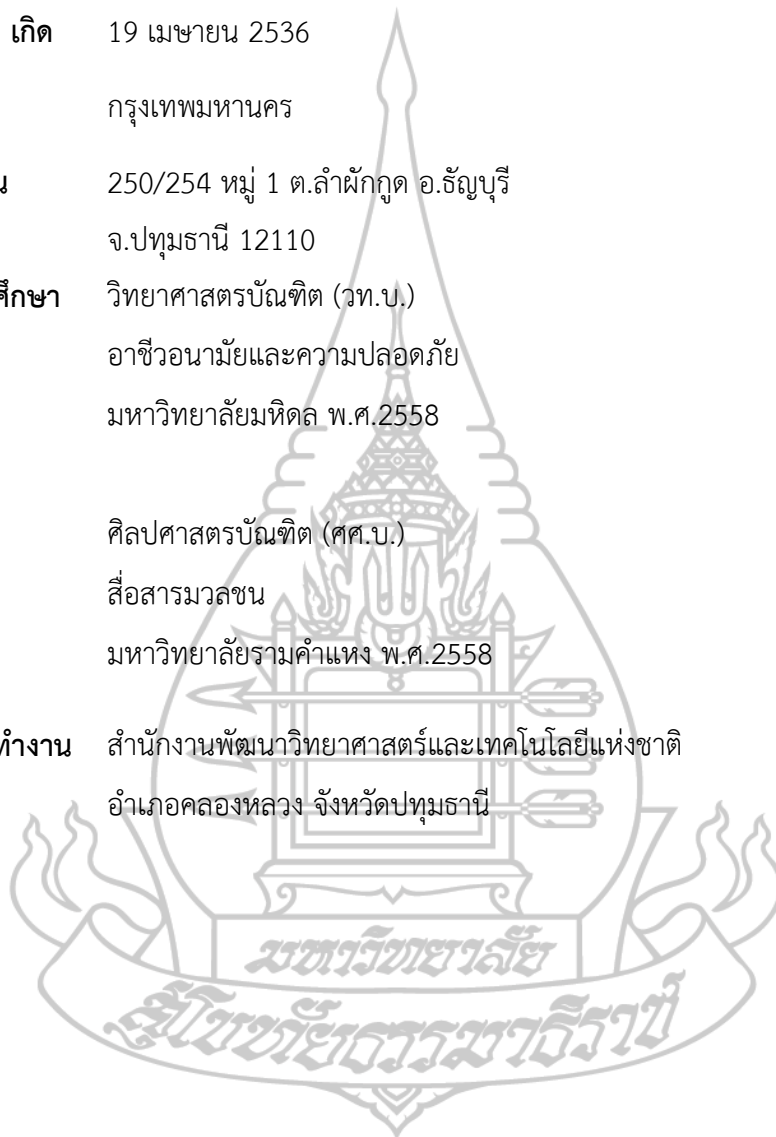 เกิด 19 เมษายน 2536
กรุงเทพมหานคร
250/254 หมู่ 1 ต.ลำผักกูด อ.ธัญบุรี
จ.ปทุมธานี 12110
ศึกษา วิทยาศาสตรบัณฑิต (วท.บ.)
อาชีวอนามัยและความปลอดภัย
มหาวิทยาลัยมหิดล พ.ศ.2558
ศิลปศาสตรบัณฑิต (ศศ.บ.)
สื่อสารมวลชน
มหาวิทยาลัยรามคำแหง พ.ศ.2558
ทำงาน สำนักงานพัฒนาวิทยาศาสตร์และเทคโนโลยีแห่งชาติ
อำเภอคลองหลวง จังหวัดปทุมธานี
มหาวิทยาลัย
สุโขทัยธรรมาธิราช